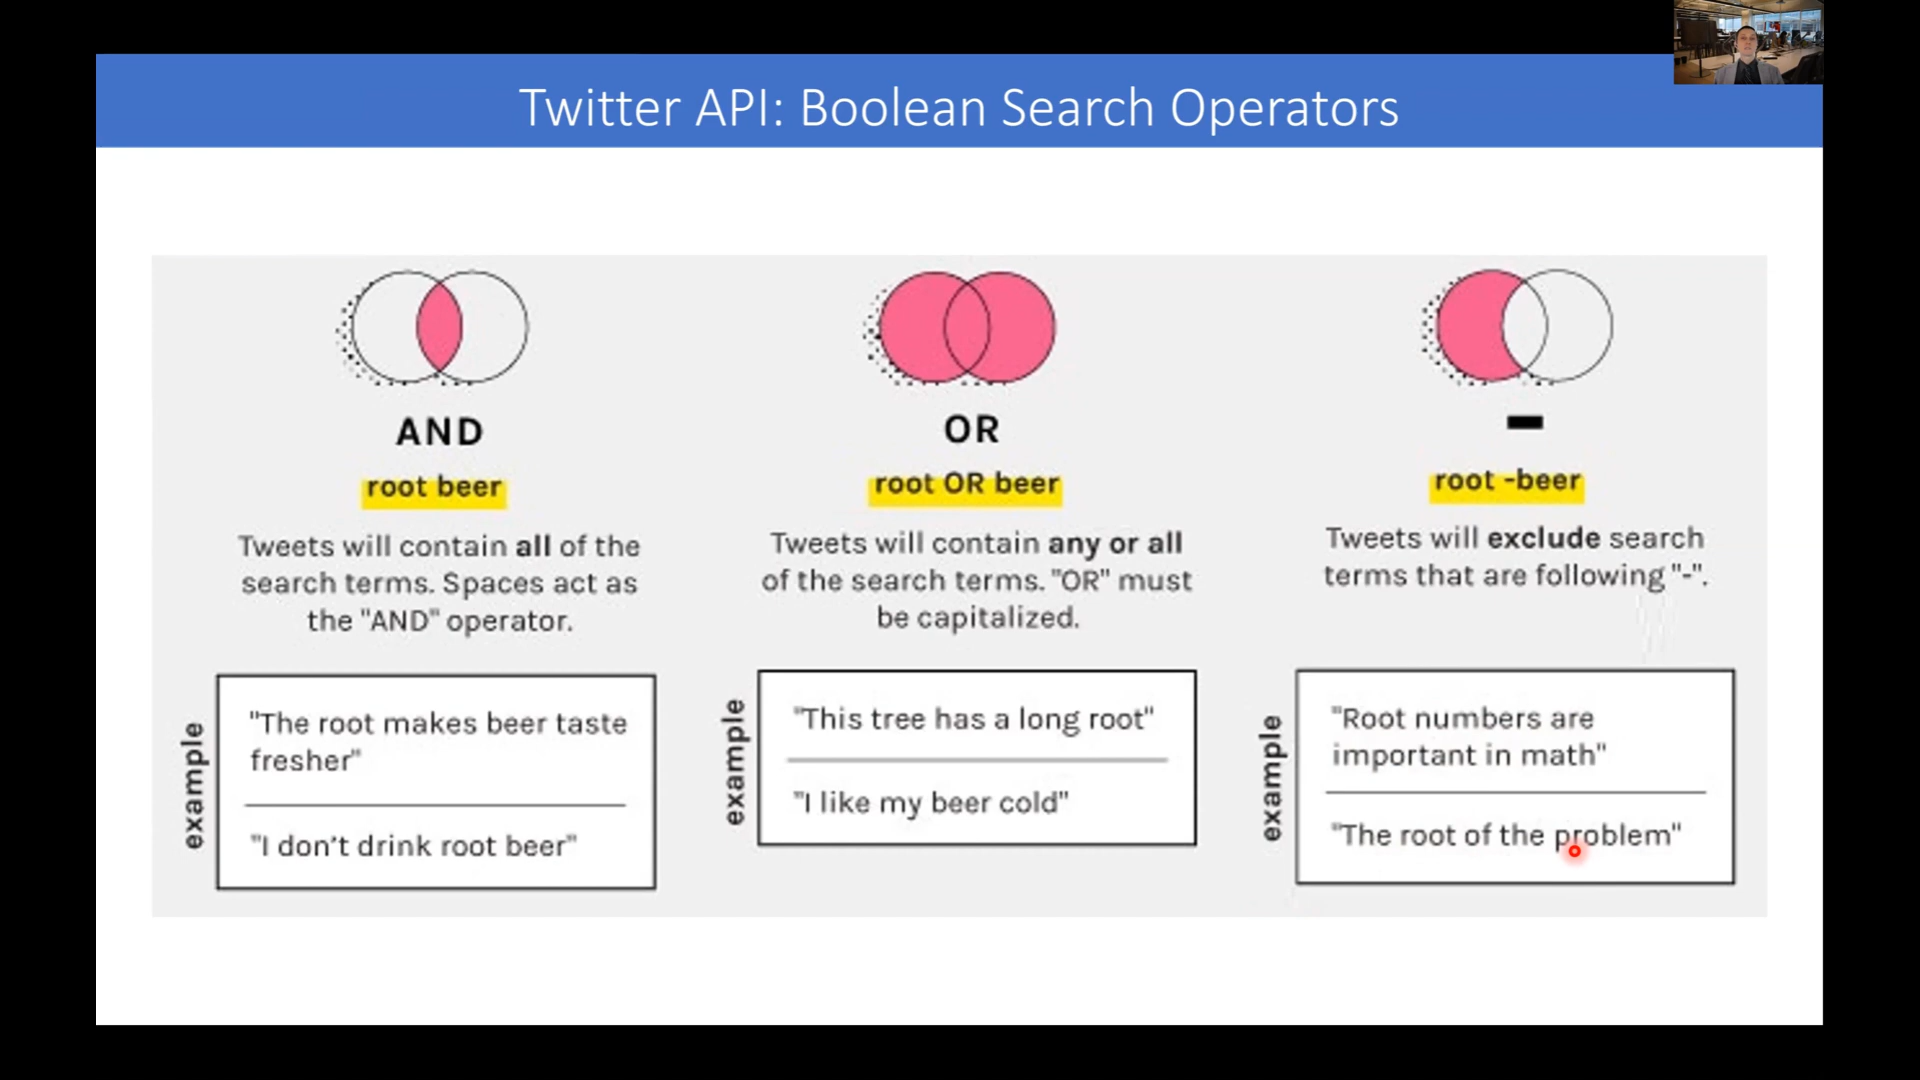 Twitter API: Boolean Search Operators
AND
root beer
Tweets will contain all of the
search terms. Spaces act as
the "AND" operator.
example
"The root makes beer taste
fresher"
"I don't drink root beer"
OR
root OR beer
Tweets will contain any or all
of the search terms. "OR" must
be capitalized.
example
"This tree has a long root"
"I like my beer cold"
-
root -beer
Tweets will exclude search
terms that are following "-".
example
"Root numbers are
important in math"
"The root of the problem"